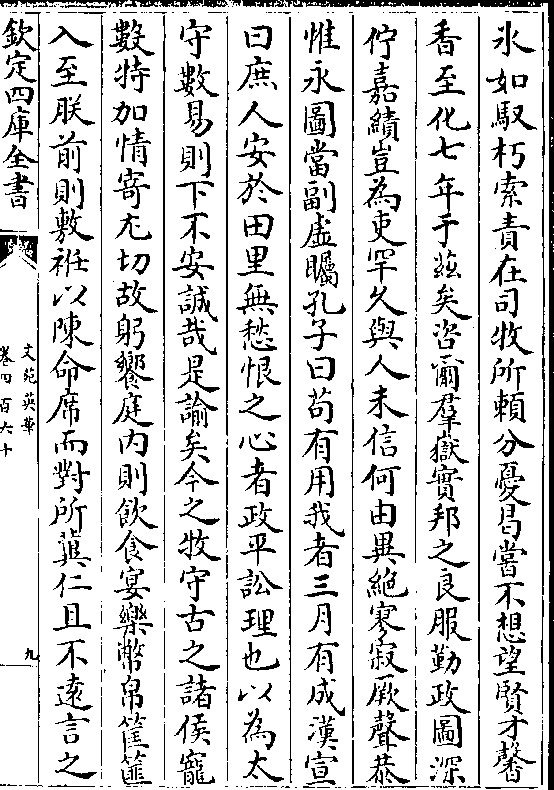 氷如馭朽索責在司牧所賴分憂曷嘗不想望賢才馨
香至化七年于茲矣咨爾羣嶽實邦之良服勤政圖深
佇嘉績豈為吏罕久與人未信何由異絶寥寂厥聲恭
惟永圖當副虛矚孔子曰苟有用我者三月有成漢宣
曰庶人安於田里無愁恨之心者政平訟理也以為太
守數易則下不安誠哉是諭矣今之牧守古之諸侯寵
數特加情寄尤切故躬饗庭内則飲食宴樂幣帛筐篚
入至朕前則敷袵以陳命席而對所冀仁且不逺言之
欽定四庫全書
文苑英華
卷四百六十
九